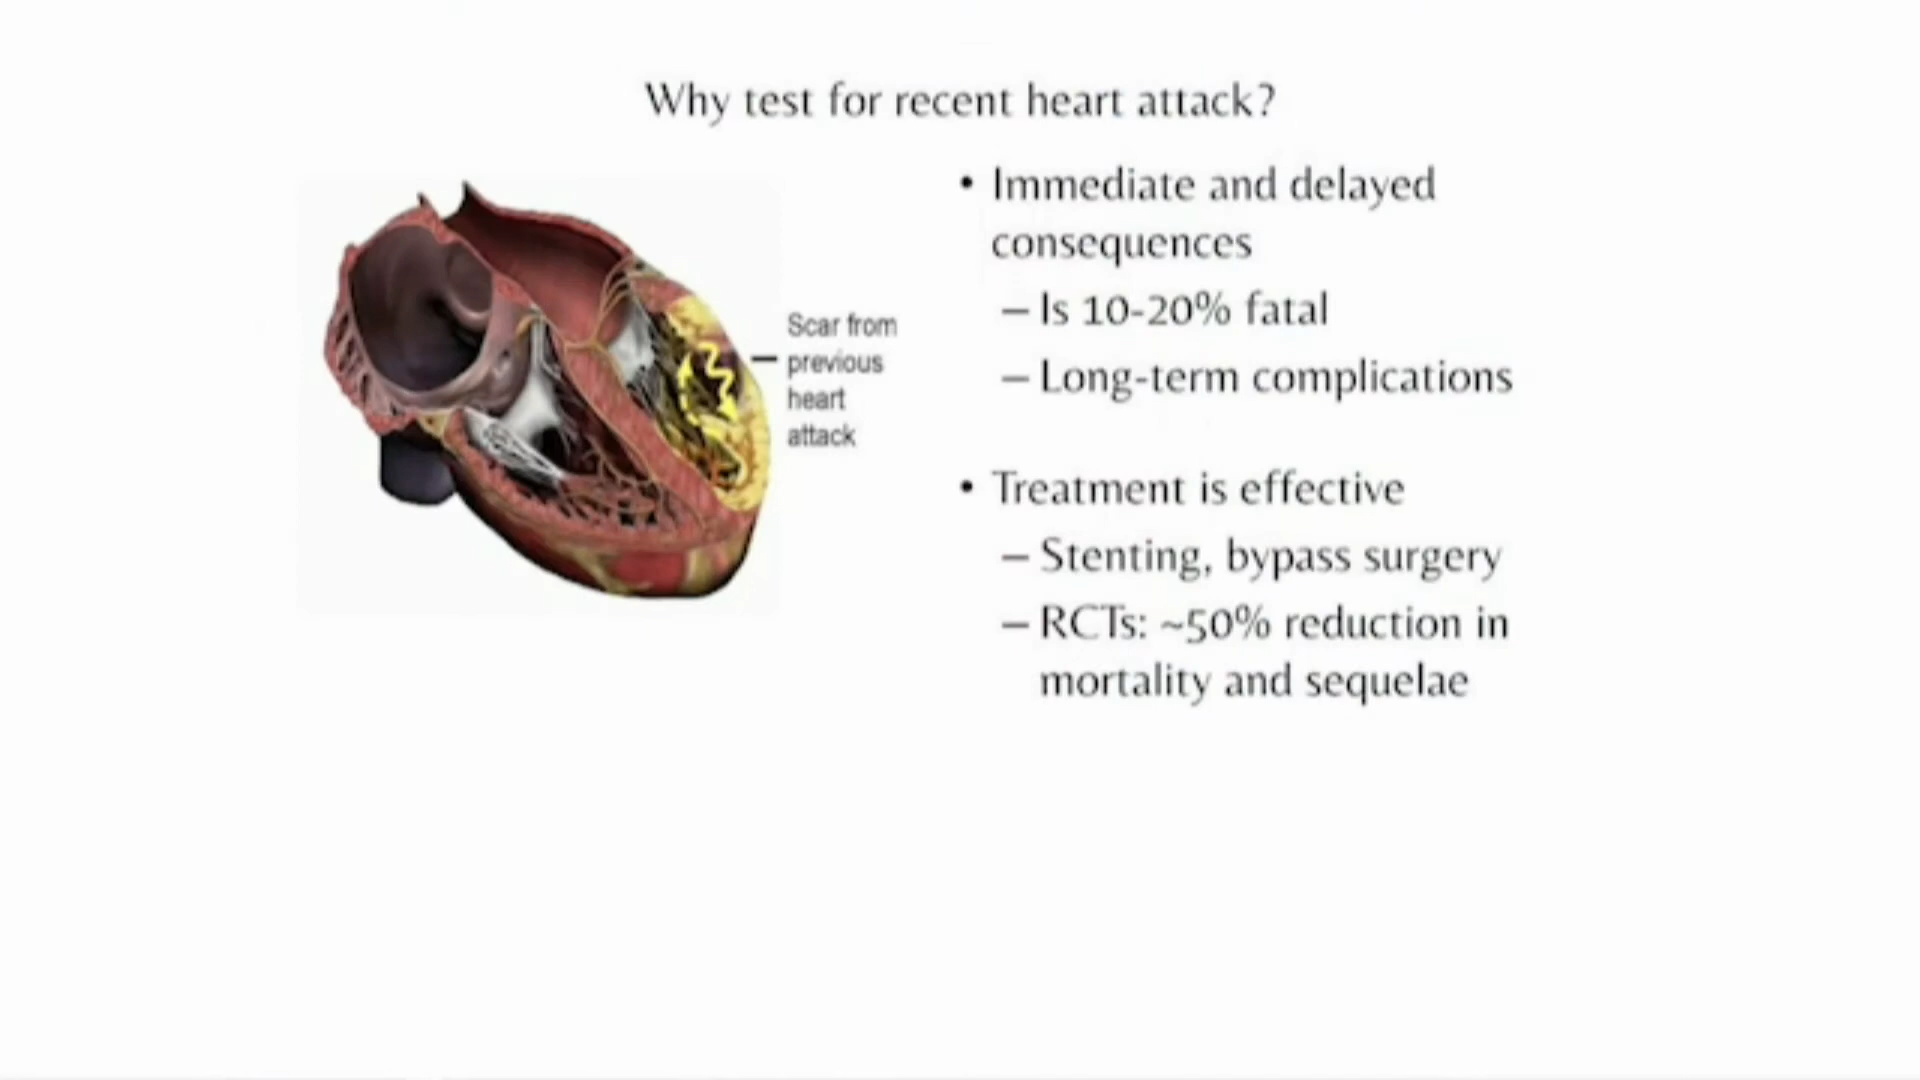 Why test for recent heart attack?
Scar from
previous
heart
attack
• Immediate and delayed
consequences
– Is 10-20% fatal
– Long-term complications
• Treatment is effective
– Stenting, bypass surgery
– RCTs: ~50% reduction in
mortality and sequelae